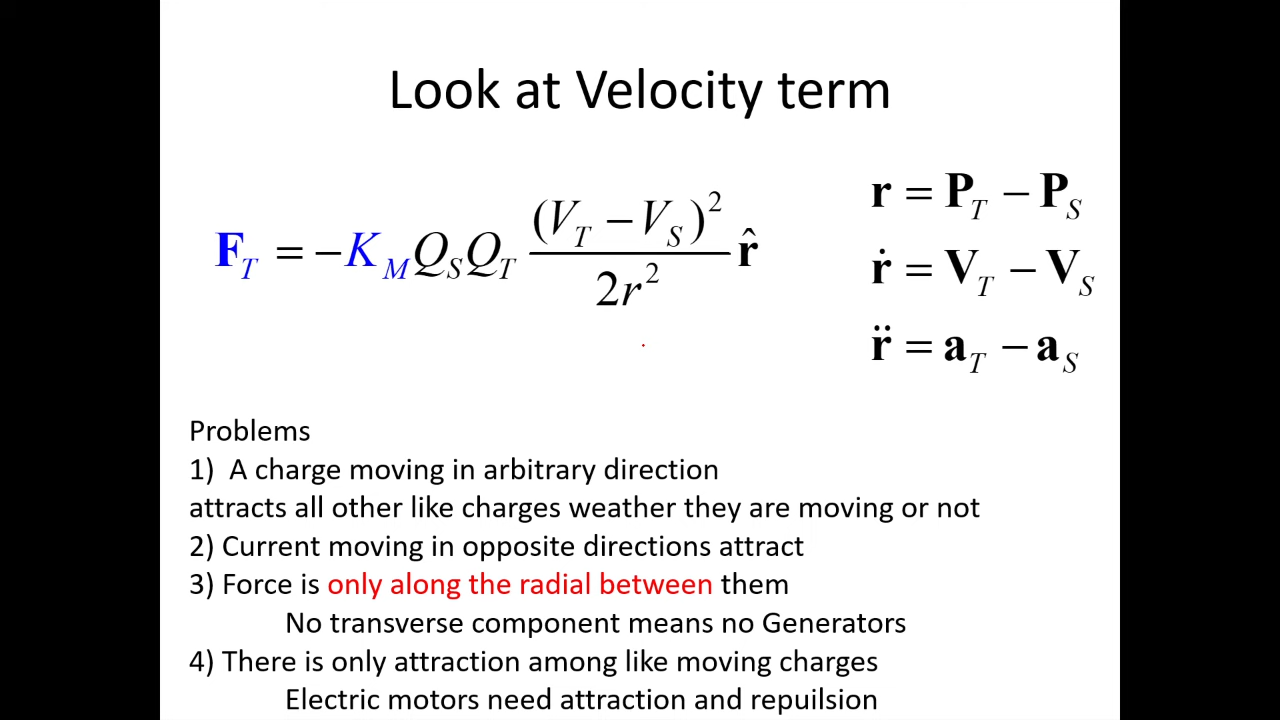 Look at Velocity term
F_T = −K_M Q_S Q_T (V_T − V_S)² / 2r² r̂
r = P_T − P_S
ṙ = V_T − V_S
r̈ = a_T − a_S
Problems
1) A charge moving in arbitrary direction
attracts all other like charges weather they are moving or not
2) Current moving in opposite directions attract
3) Force is only along the radial between them
No transverse component means no Generators
4) There is only attraction among like moving charges
Electric motors need attraction and repuilsion